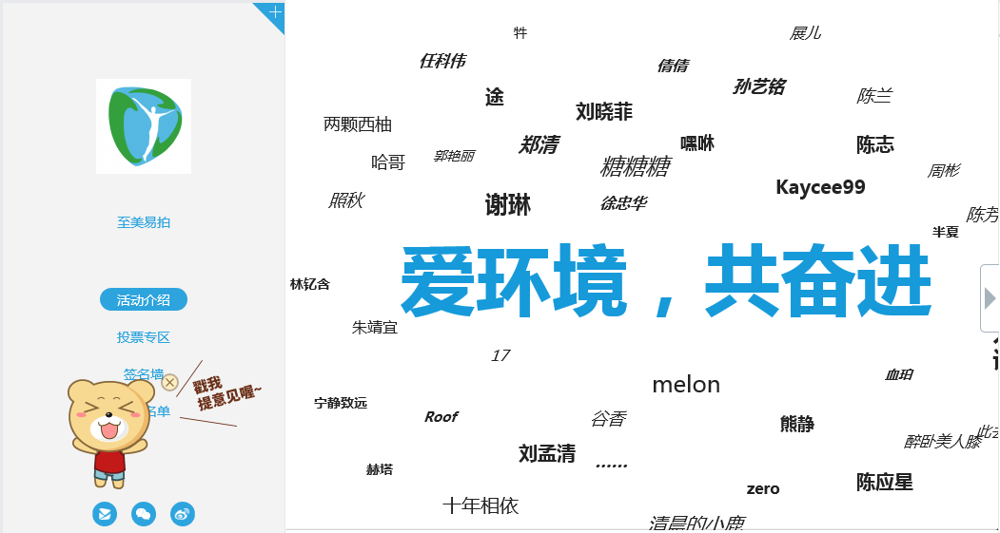 至美易拍
活动介绍
投票专区
签名墙
戳我
提意见喔~
名单
牪
展儿
任科伟
倩倩
孙艺铭
途
陈兰
刘晓菲
两颗西柚
郑清
嘿咻
陈志
哈哥
郭艳丽
糖糖糖
周彬
Kaycee99
照秋
谢琳
徐忠华
陈芳
半夏
爱环境，共奋进
林钇含
朱靖宜
17
血珀
melon
宁静致远
Roof
谷香
熊静
此去
醉卧美人膝
刘孟清
......
赫塔
陈应星
zero
十年相依
清晨的小鹿